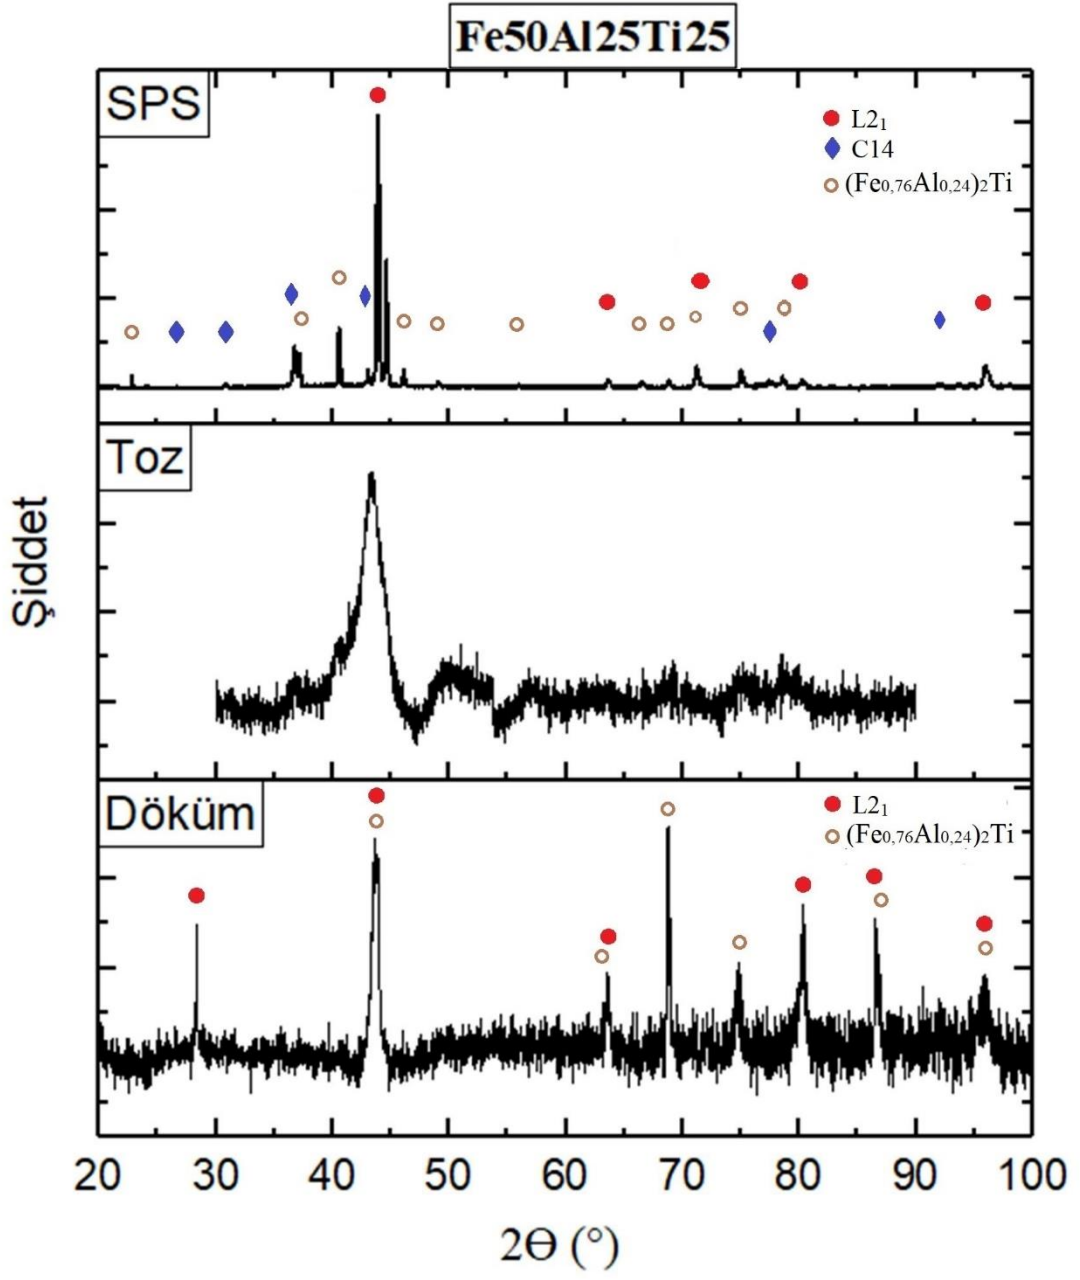 Fe50Al25Ti25
SPS
L2₁
C14
(Fe₀,₇₆Al₀,₂₄)₂Ti
Toz
Şiddet
Döküm
L2₁
(Fe₀,₇₆Al₀,₂₄)₂Ti
20 30 40 50 60 70 80 90 100
2Θ (°)